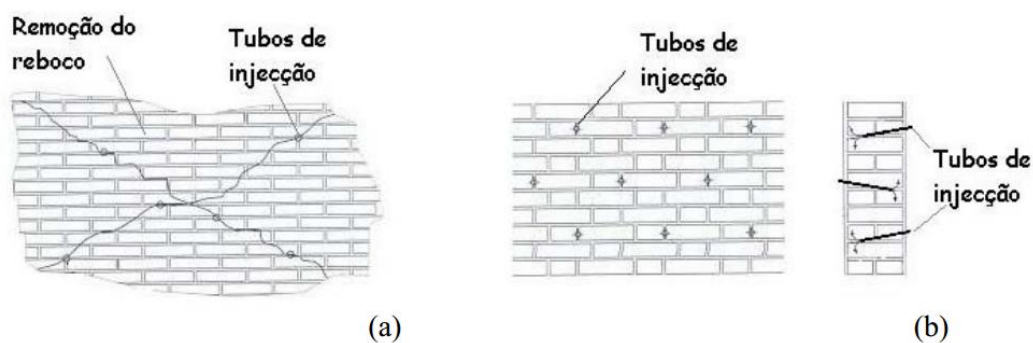 Remoção do
reboco
Tubos de
injecção
Tubos de
injecção
Tubos de
injecção
(a)
(b)